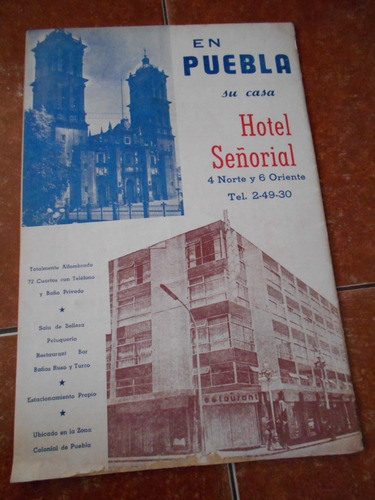 EN
PUEBLA
su casa
Hotel
Señorial
4 Norte y 6 Oriente
Tel. 2-49-30
Totalmente Alfombrado
72 Cuartos con Teléfono
y Baño Privado
Sala de Belleza
Peluquería
Restaurant Bar
Baños Ruso y Turco
Estacionamiento Propio
Ubicado en la Zona
Colonial de Puebla
estaurant